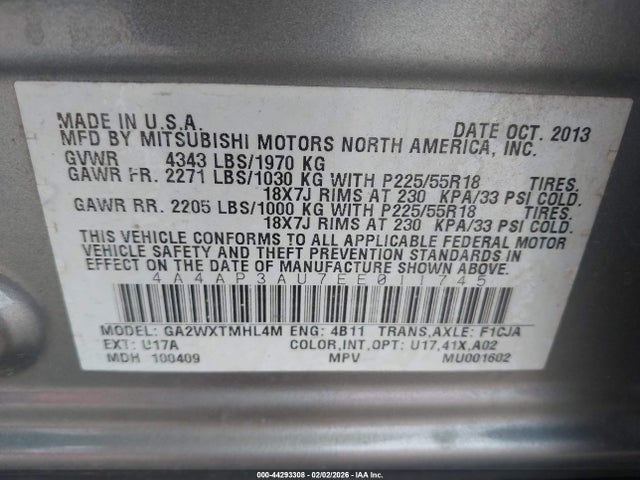 MADE IN U.S.A. DATE OCT. 2013
MFD BY MITSUBISHI MOTORS NORTH AMERICA, INC.
GVWR 4343 LBS/1970 KG
GAWR FR. 2271 LBS/1030 KG WITH P225/55R18 TIRES.
18X7J RIMS AT 230 KPA/33 PSI COLD.
GAWR RR. 2205 LBS/1000 KG WITH P225/55R18 TIRES.
18X7J RIMS AT 230 KPA/33 PSI COLD.
THIS VEHICLE CONFORMS TO ALL APPLICABLE FEDERAL MOTOR
VEHICLE SAFETY AND THEFT PREVENTION STANDARDS IN
EFFECT ON THE DATE OF MANUFACTURE SHOWN ABOVE.
4A4AP3AU7EE011745
MODEL: GA2WXTMHL4M ENG: 4B11 TRANS,AXLE: F1CJA
EXT: U17A COLOR,INT,OPT: U17,41X,A02
MDH 100409 MPV MU001602
000-44293308 - 02/02/2026 - IAA Inc.